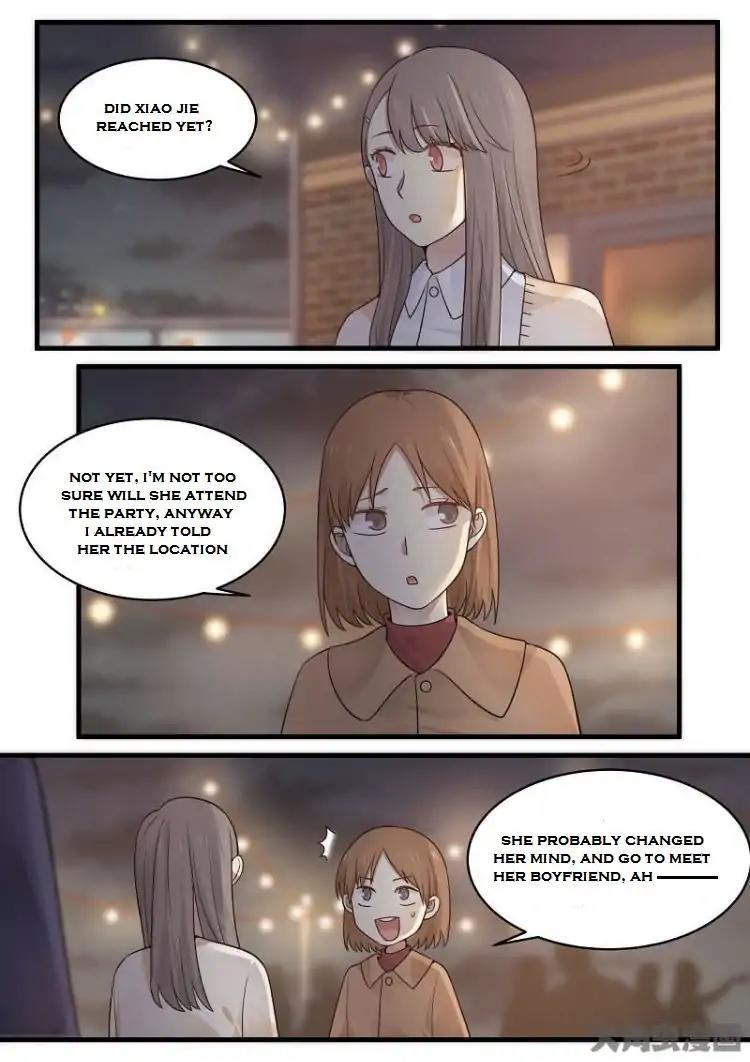 DID XIAO JIE
REACHED YET?
NOT YET, I'M NOT TOO
SURE WILL SHE ATTEND
THE PARTY, ANYWAY
I ALREADY TOLD
HER THE LOCATION
SHE PROBABLY CHANGED
HER MIND, AND GO TO MEET
HER BOYFRIEND, AH ———